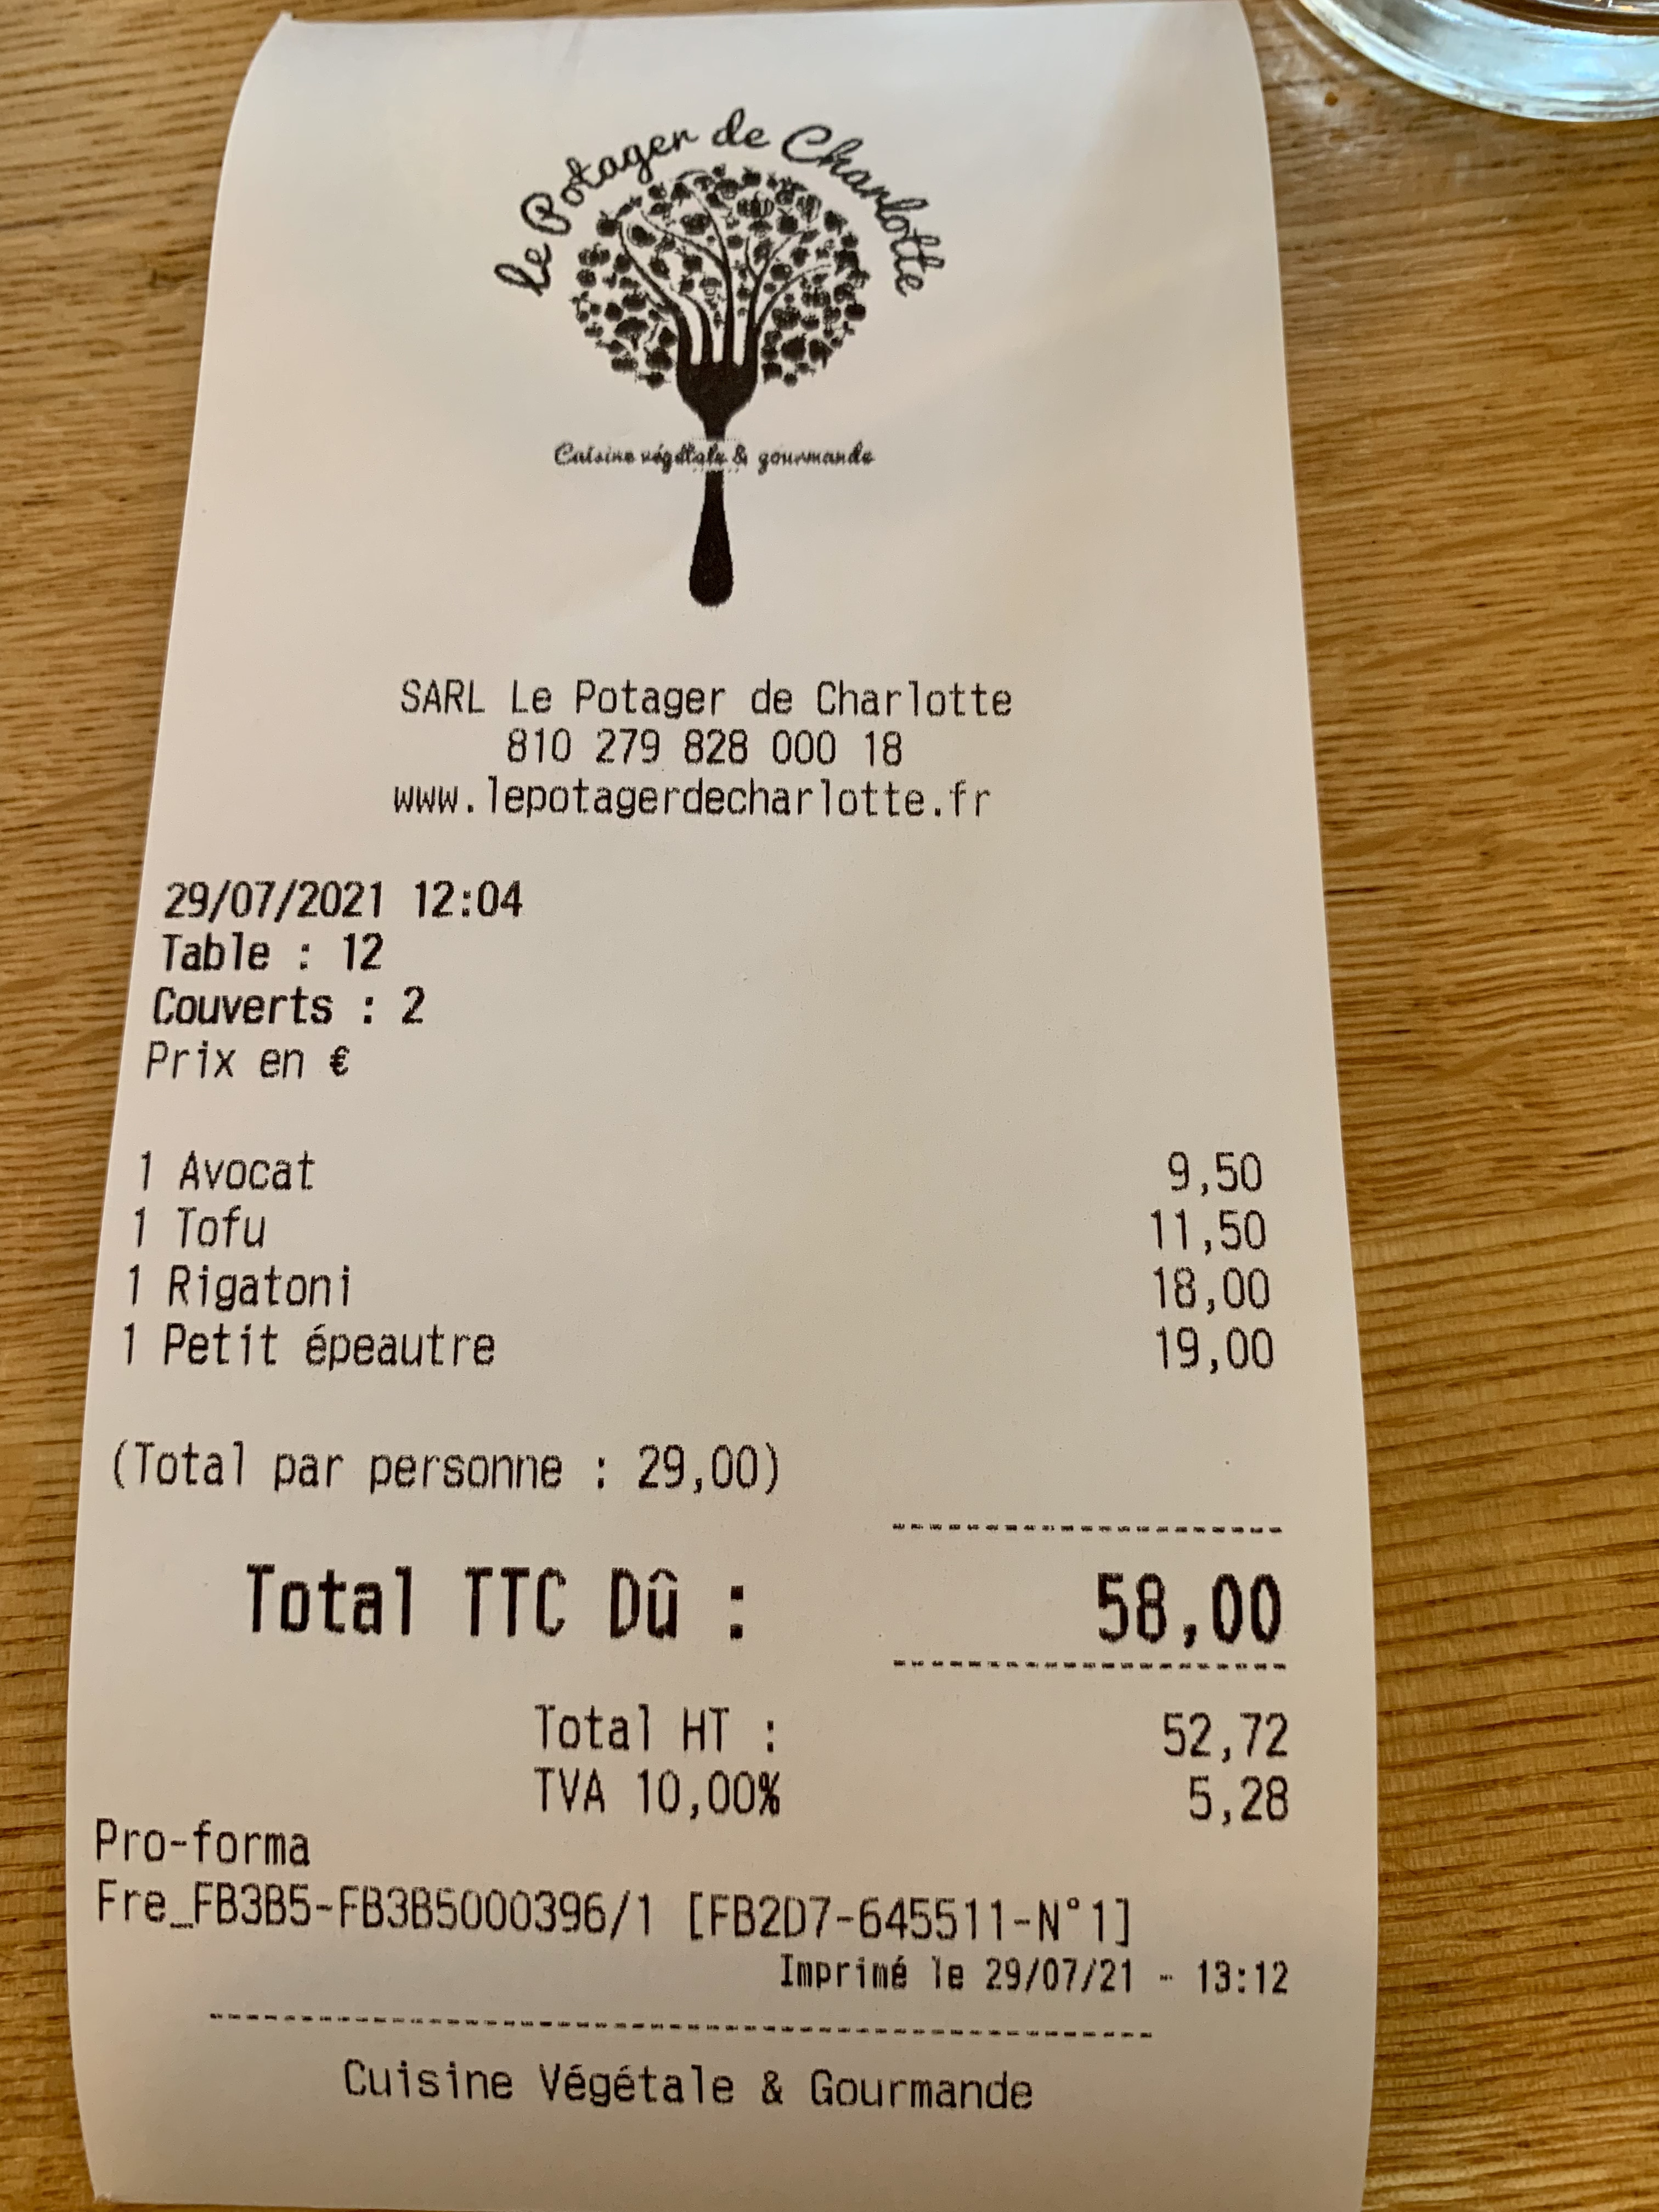 le Potager de Charlotte
Cuisine végétale & gourmande
SARL Le Potager de Charlotte
810 279 828 000 18
www.lepotagerdecharlotte.fr
29/07/2021 12:04
Table : 12
Couverts : 2
Prix en €
1 Avocat 9,50
1 Tofu 11,50
1 Rigatoni 18,00
1 Petit épeautre 19,00
(Total par personne : 29,00)
Total TTC Dû : 58,00
Total HT : 52,72
TVA 10,00% 5,28
Pro-forma
Fre_FB3B5-FB3B5000396/1 [FB2D7-645511-N°1]
Imprimé le 29/07/21 - 13:12
Cuisine Végétale & Gourmande